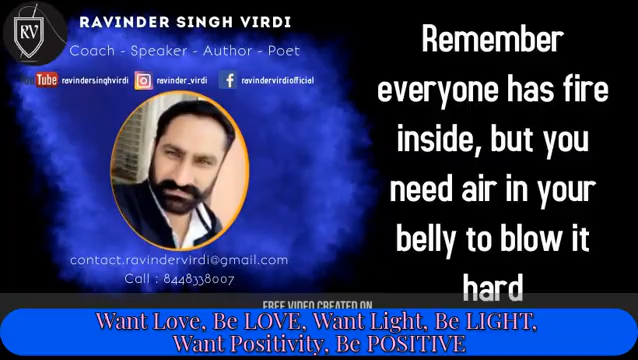 RV
RAVINDER SINGH VIRDI
Coach - Speaker - Author - Poet
You Tube ravindersinghvirdi ravinder_virdi ravindervirdiofficial
contact.ravindervirdi@gmail.com
Call : 8448338007
Remember
everyone has fire
inside, but you
need air in your
belly to blow it
hard
FREE VIDEO CREATED ON
Want Love, Be LOVE, Want Light, Be LIGHT,
Want Positivity, Be POSITIVE